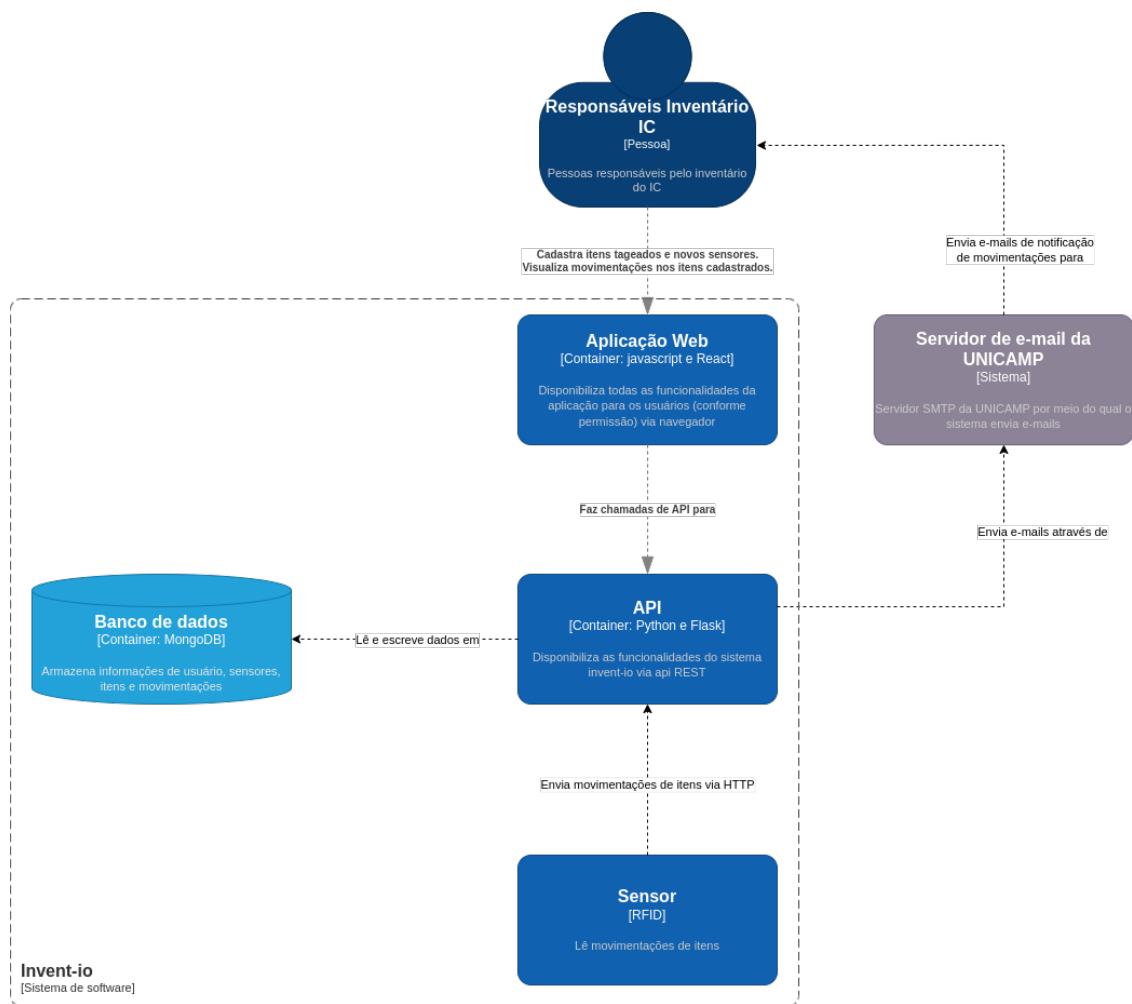 Responsáveis Inventário
IC
[Pessoa]
Pessoas responsáveis pelo inventário
do IC
Envia e-mails de notificação
de movimentações para
Cadastra itens tageados e novos sensores.
Visualiza movimentações nos itens cadastrados.
Aplicação Web
[Container: javascript e React]
Disponibiliza todas as funcionalidades da
aplicação para os usuários (conforme
permissão) via navegador
Servidor de e-mail da
UNICAMP
[Sistema]
Servidor SMTP da UNICAMP por meio do qual o
sistema envia e-mails
Faz chamadas de API para
Envia e-mails através de
Banco de dados
[Container: MongoDB]
Armazena informações de usuário, sensores,
itens e movimentações
Lê e escreve dados em
API
[Container: Python e Flask]
Disponibiliza as funcionalidades do sistema
invent-io via api REST
Envia movimentações de itens via HTTP
Sensor
[RFID]
Lê movimentações de itens
Invent-io
[Sistema de software]